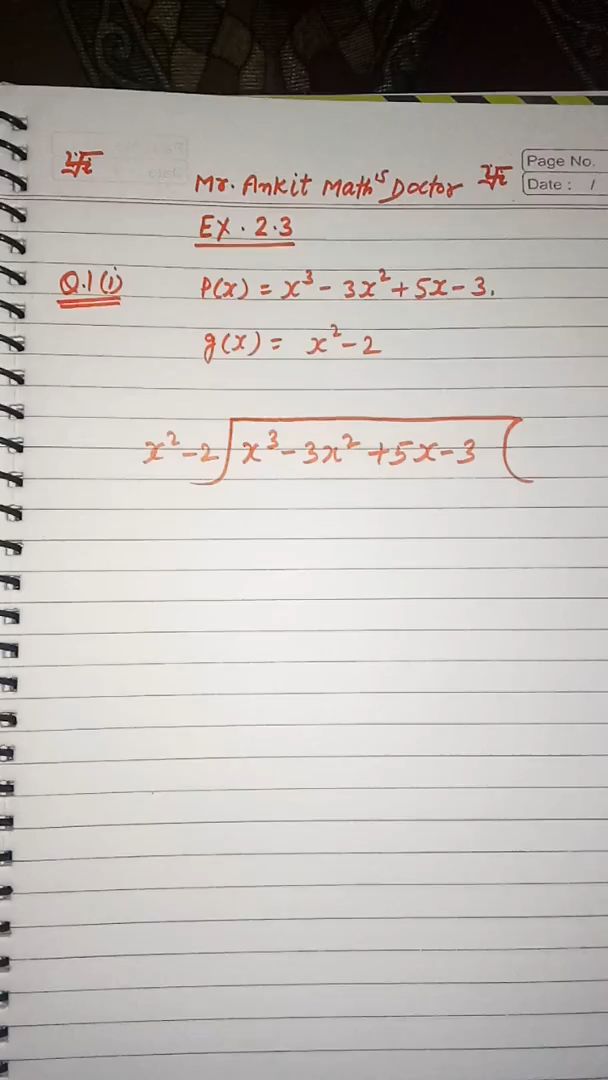 Page No.
Date : /
Mr. Ankit Math's Doctor
EX. 2.3
Q.1(i) P(x) = x³ - 3x² + 5x - 3.
g(x) = x² - 2
x² - 2 x³ - 3x² + 5x - 3